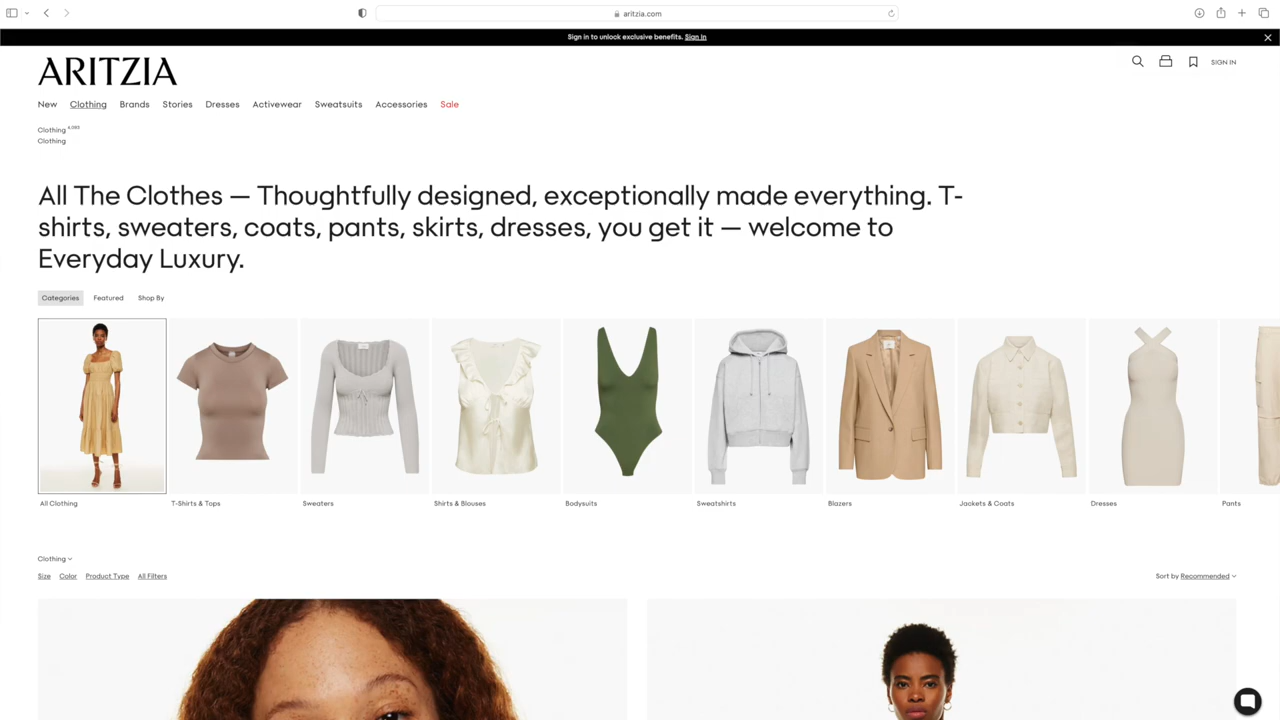 aritzia.com
Sign in to unlock exclusive benefits. Sign in
ARITZIA
SIGN IN
New Clothing Brands Stories Dresses Activewear Sweatsuits Accessories Sale
Clothing
Clothing
All The Clothes — Thoughtfully designed, exceptionally made everything. T-
shirts, sweaters, coats, pants, skirts, dresses, you get it — welcome to
Everyday Luxury.
Categories Featured Shop By
All Clothing T-Shirts & Tops Sweaters Shirts & Blouses Bodysuits Sweatshirts Blazers Jackets & Coats Dresses Pants
Clothing
Size Color Product Type All Filters Sort by Recommended